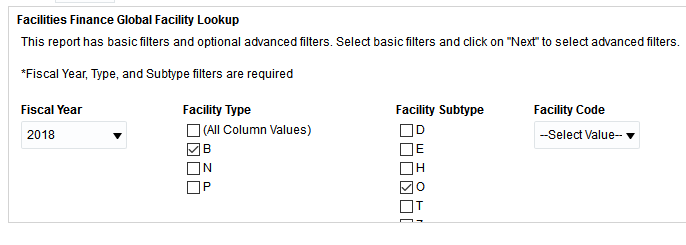 Facilities Finance Global Facility Lookup
This report has basic filters and optional advanced filters. Select basic filters and click on "Next" to select advanced filters.
*Fiscal Year, Type, and Subtype filters are required
Fiscal Year Facility Type Facility Subtype Facility Code
2018 (All Column Values) D --Select Value--
B E
N H
P O
T